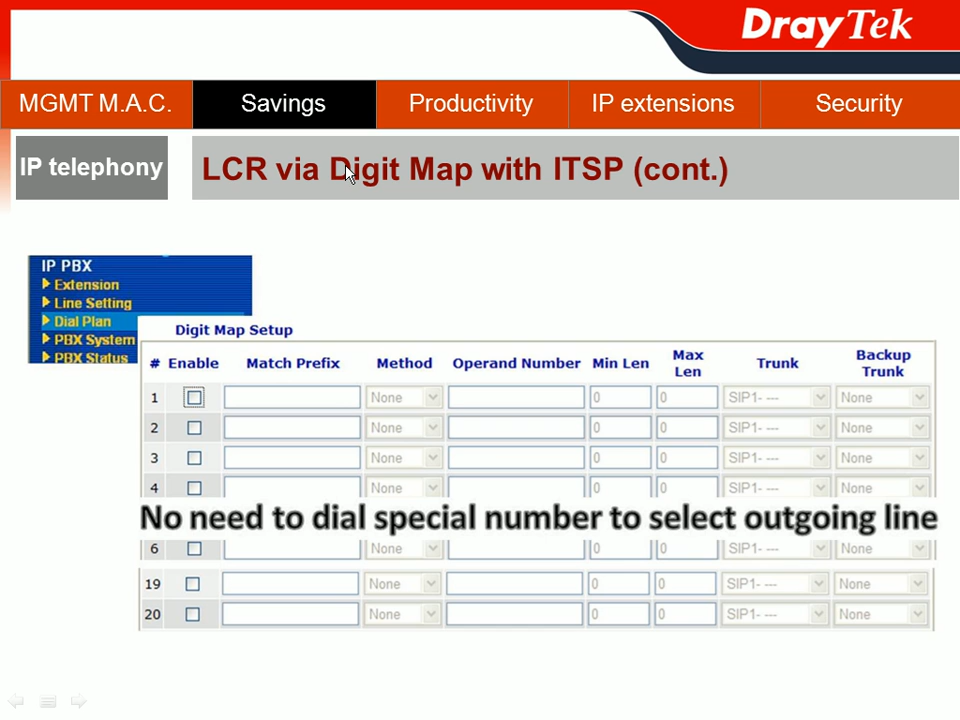 DrayTek
MGMT M.A.C. Savings Productivity IP extensions Security
IP telephony LCR via Digit Map with ITSP (cont.)
IP PBX
Extension
Line Setting
Dial Plan
PBX System
PBX Status
Digit Map Setup
# Enable Match Prefix Method Operand Number Min Len Max Len Trunk Backup Trunk
1 None 0 0 SIP1- --- None
2 None 0 0 SIP1- --- None
3 None 0 0 SIP1- --- None
4 None 0 0 SIP1- --- None
No need to dial special number to select outgoing line
6 None 0 0 SIP1- --- None
19 None 0 0 SIP1- --- None
20 None 0 0 SIP1- --- None